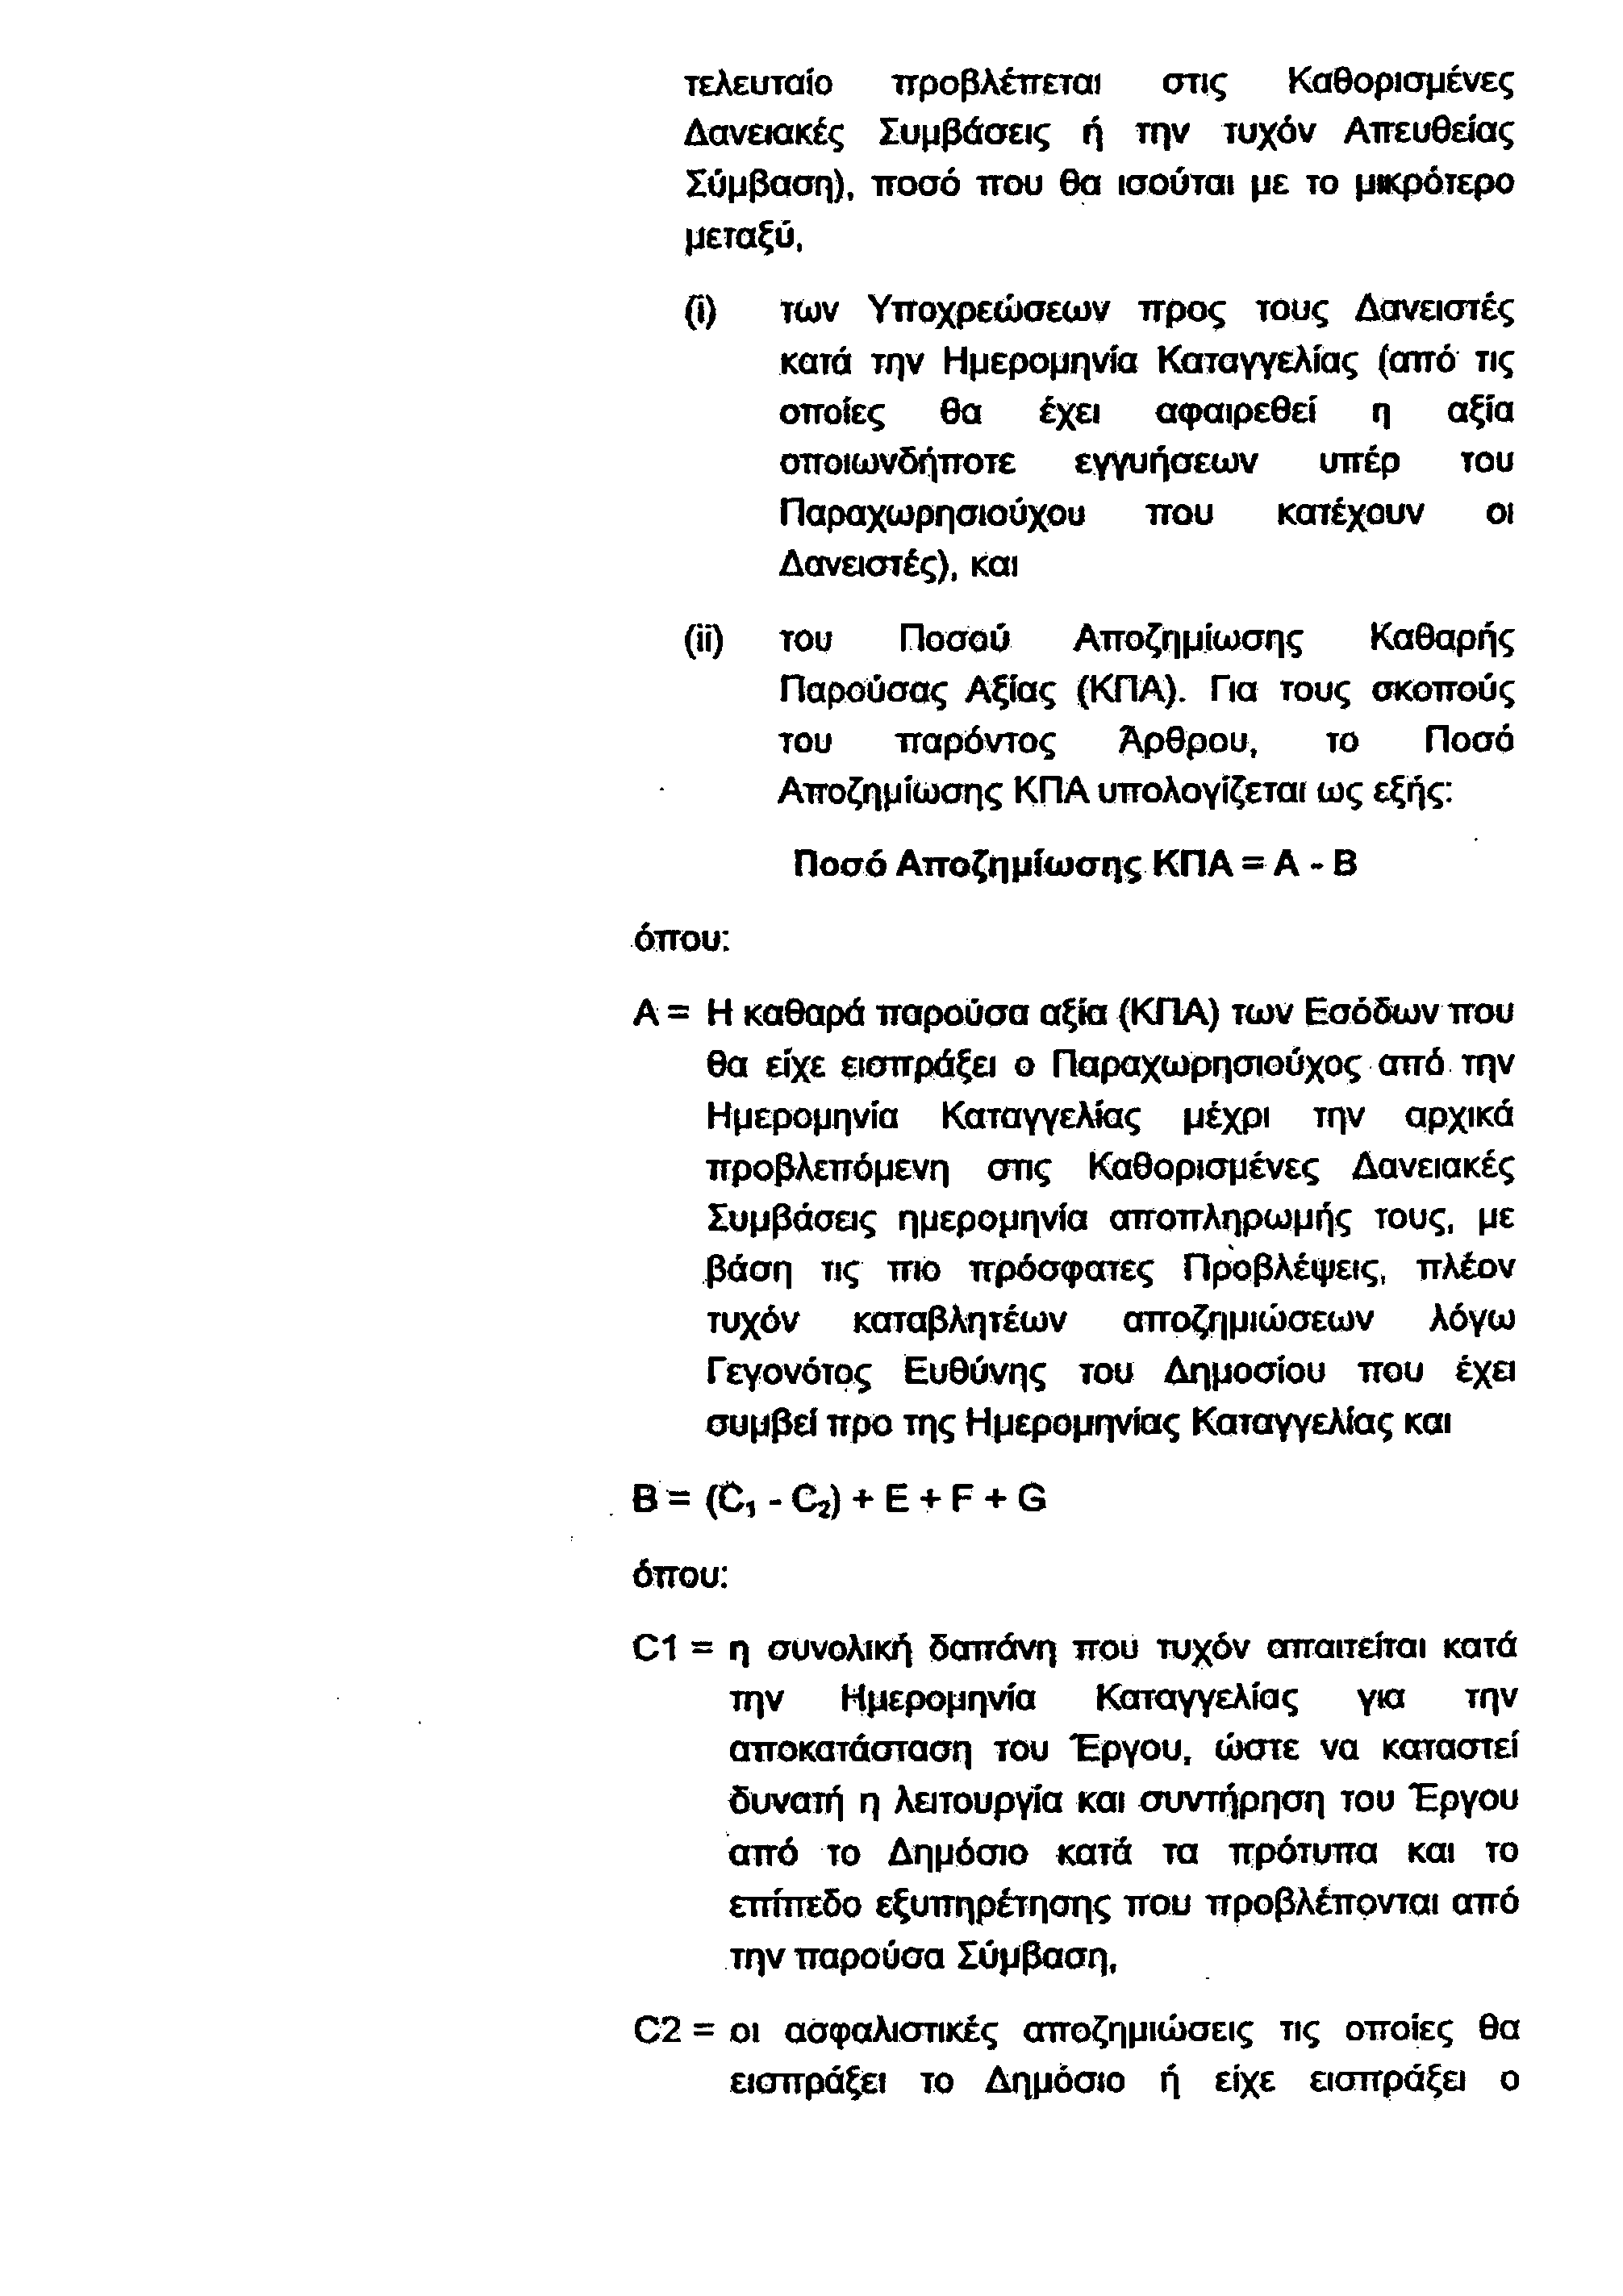 τελευταίο προβλέπεται στις Καθορισμένες
Δανειακές Συμβάσεις ή την τυχόν Απευθείας
Σύμβαση), ποσό που θα ισούται με το μικρότερο
μεταξύ,
(i) των Υποχρεώσεων προς τους Δανειστές
κατά την Ημερομηνία Καταγγελίας (από τις
οποίες θα έχει αφαιρεθεί η αξία
οποιωνδήποτε εγγυήσεων υπέρ του
Παραχωρησιούχου που κατέχουν οι
Δανειστές), και
(ii) του Ποσού Αποζημίωσης Καθαρής
Παρούσας Αξίας (ΚΠΑ). Για τους σκοπούς
του παρόντος Άρθρου, το Ποσό
Αποζημίωσης ΚΠΑ υπολογίζεται ως εξής:
Ποσό Αποζημίωσης ΚΠΑ = Α - Β
όπου:
Α = Η καθαρά παρούσα αξία (ΚΠΑ) των Εσόδων που
θα είχε εισπράξει ο Παραχωρησιούχος από την
Ημερομηνία Καταγγελίας μέχρι την αρχικά
προβλεπόμενη στις Καθορισμένες Δανειακές
Συμβάσεις ημερομηνία αποπληρωμής τους, με
βάση τις πιο πρόσφατες Προβλέψεις, πλέον
τυχόν καταβλητέων αποζημιώσεων λόγω
Γεγονότος Ευθύνης του Δημοσίου που έχει
συμβεί προ της Ημερομηνίας Καταγγελίας και
B = (C₁ - C₂) + E + F + G
όπου:
C1 = η συνολική δαπάνη που τυχόν απαιτείται κατά
την Ημερομηνία Καταγγελίας για την
αποκατάσταση του Έργου, ώστε να καταστεί
δυνατή η λειτουργία και συντήρηση του Έργου
από το Δημόσιο κατά τα πρότυπα και το
επίπεδο εξυπηρέτησης που προβλέπονται από
την παρούσα Σύμβαση,
C2 = οι ασφαλιστικές αποζημιώσεις τις οποίες θα
εισπράξει το Δημόσιο ή είχε εισπράξει ο